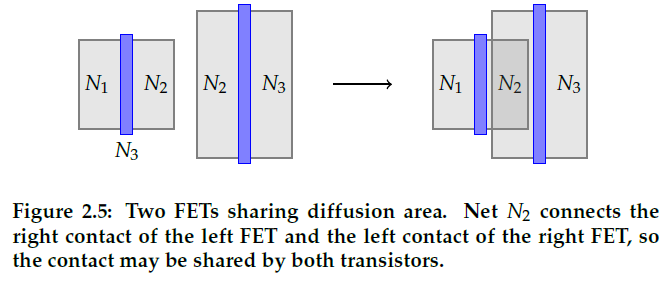 N₁ N₂ N₂ N₃ N₁ N₂ N₃
N₃
Figure 2.5: Two FETs sharing diffusion area. Net N₂ connects the
right contact of the left FET and the left contact of the right FET, so
the contact may be shared by both transistors.